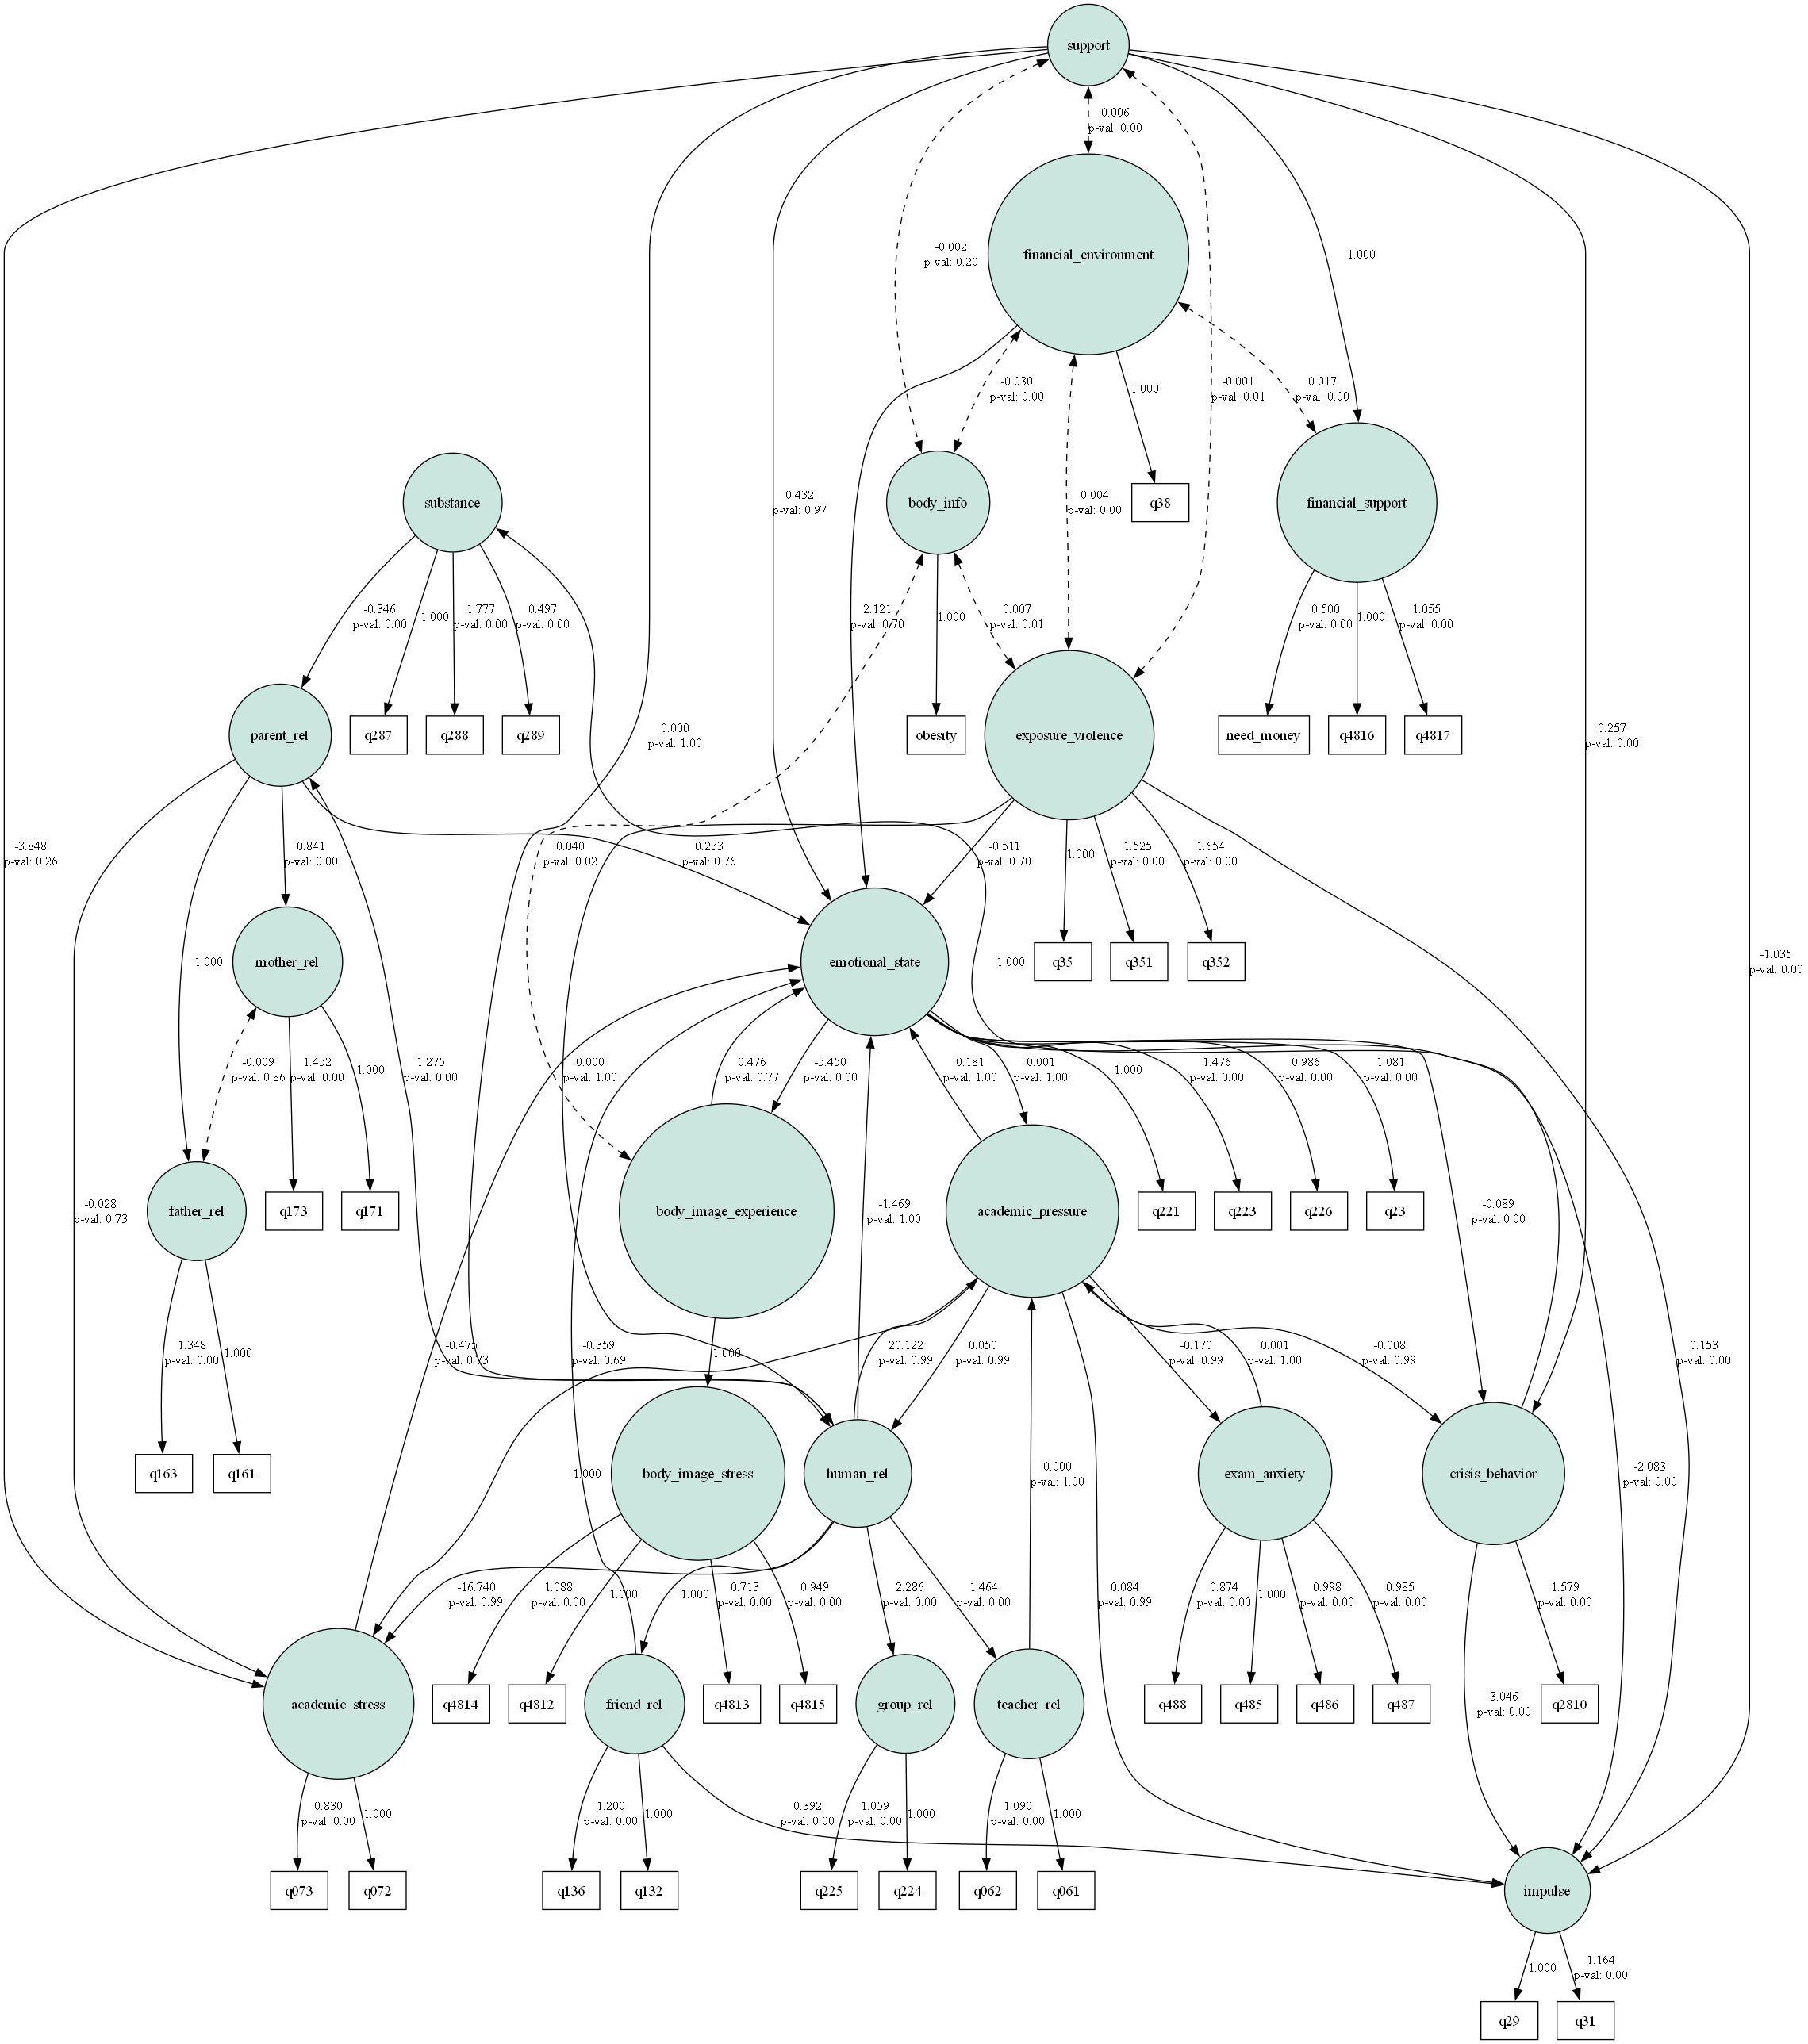 support
0.006
p-val: 0.00
financial_environment
-0.002
p-val: 0.20
1.000
-0.030
p-val: 0.00
1.000
-0.001
p-val: 0.01
0.017
p-val: 0.00
substance
0.432
p-val: 0.97
body_info
0.004
p-val: 0.00
q38
financial_support
-0.346
p-val: 0.00
1.000
1.777
p-val: 0.00
0.497
p-val: 0.00
2.121
p-val: 0.70
1.000
0.007
p-val: 0.01
0.500
p-val: 0.00
1.000
1.055
p-val: 0.00
parent_rel
q287
q288
q289
0.000
p-val: 1.00
obesity
exposure_violence
need_money
q4816
q4817
0.257
p-val: 0.00
-3.848
p-val: 0.26
0.841
p-val: 0.00
0.040
p-val: 0.02
0.233
p-val: 0.76
-0.511
p-val: 0.70
1.000
1.525
p-val: 0.00
1.654
p-val: 0.00
1.000
mother_rel
emotional_state
1.000
q35
q351
q352
-1.035
p-val: 0.00
-0.009
p-val: 0.86
1.452
p-val: 0.00
1.000
1.275
p-val: 0.00
0.000
p-val: 1.00
0.476
p-val: 0.77
-5.450
p-val: 0.00
0.181
p-val: 1.00
0.001
p-val: 1.00
1.000
1.476
p-val: 0.00
0.986
p-val: 0.00
1.081
p-val: 0.00
-0.028
p-val: 0.73
father_rel
q173
q171
body_image_experience
-1.469
p-val: 1.00
academic_pressure
q221
q223
q226
q23
-0.089
p-val: 0.00
1.348
p-val: 0.00
1.000
-0.475
p-val: 0.73
-0.359
p-val: 0.69
1.000
20.122
p-val: 0.99
0.050
p-val: 0.99
-0.170
p-val: 0.99
0.001
p-val: 1.00
-0.008
p-val: 0.99
0.153
p-val: 0.00
q163
q161
1.000
body_image_stress
human_rel
0.000
p-val: 1.00
exam_anxiety
crisis_behavior
-2.083
p-val: 0.00
-16.740
p-val: 0.99
1.088
p-val: 0.00
1.000
1.000
0.713
p-val: 0.00
0.949
p-val: 0.00
2.286
p-val: 0.00
1.464
p-val: 0.00
0.084
p-val: 0.99
0.874
p-val: 0.00
1.000
0.998
p-val: 0.00
0.985
p-val: 0.00
1.579
p-val: 0.00
academic_stress
q4814
q4812
friend_rel
q4813
q4815
group_rel
teacher_rel
q488
q485
q486
q487
3.046
p-val: 0.00
q2810
0.830
p-val: 0.00
1.000
1.200
p-val: 0.00
1.000
0.392
p-val: 0.00
1.059
p-val: 0.00
1.000
1.090
p-val: 0.00
1.000
q073
q072
q136
q132
q225
q224
q062
q061
impulse
1.000
1.164
p-val: 0.00
q29
q31